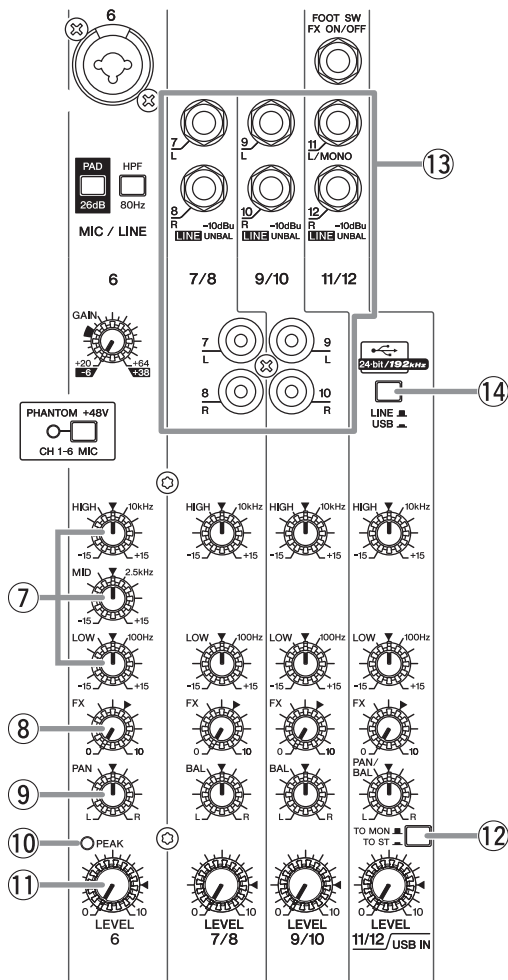 6
FOOT SW
FX ON/OFF
7
L
9
L
11
L/MONO
⑬
PAD
26dB
HPF
80Hz
8
R
-10dBu
LINE UNBAL
10
R
-10dBu
LINE UNBAL
12
R
-10dBu
LINE UNBAL
MIC / LINE
6
7/8
9/10
11/12
GAIN
+20
-6
+64
+38
7
L
9
L
8
R
10
R
24-bit/192kHz
LINE
USB
⑭
PHANTOM +48V
CH 1-6 MIC
HIGH 10kHz
-15 +15
HIGH 10kHz
-15 +15
HIGH 10kHz
-15 +15
HIGH 10kHz
-15 +15
⑦
MID 2.5kHz
-15 +15
LOW 100Hz
-15 +15
LOW 100Hz
-15 +15
LOW 100Hz
-15 +15
LOW 100Hz
-15 +15
⑧
FX
0 10
FX
0 10
FX
0 10
FX
0 10
⑨
PAN
L R
BAL
L R
BAL
L R
PAN/
BAL
L R
⑩
PEAK
TO MON
TO ST
⑫
⑪
0 10
LEVEL
6
0 10
LEVEL
7/8
0 10
LEVEL
9/10
0 10
LEVEL
11/12 / USB IN